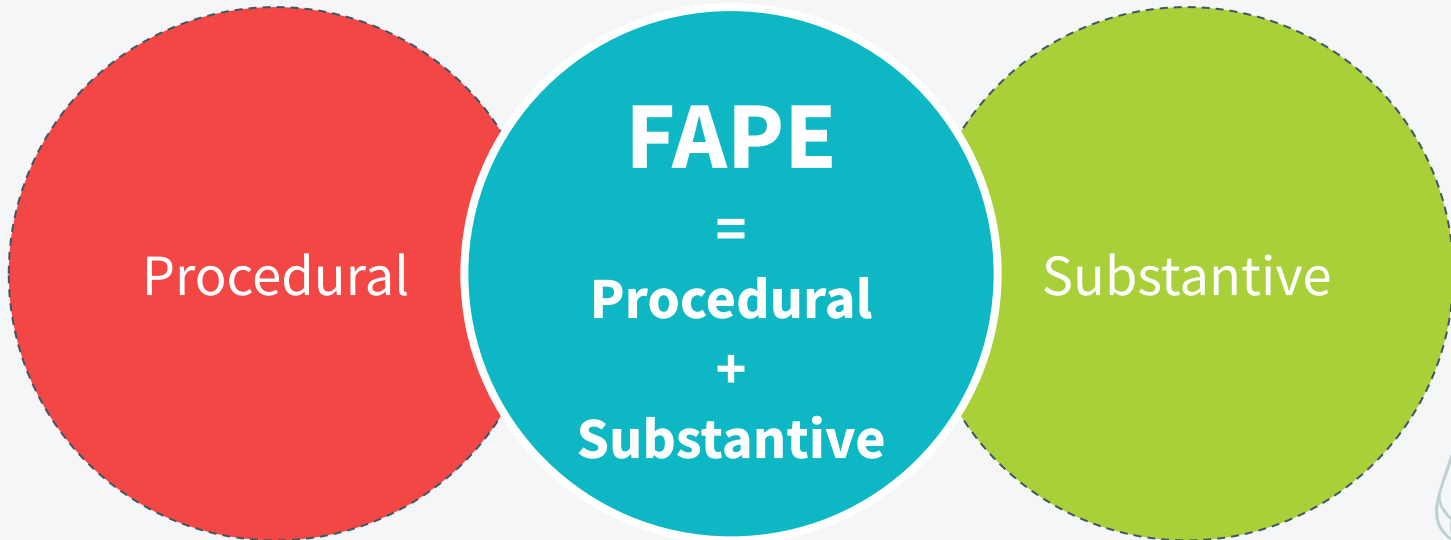 Procedural
FAPE
=
Procedural
+
Substantive
Substantive